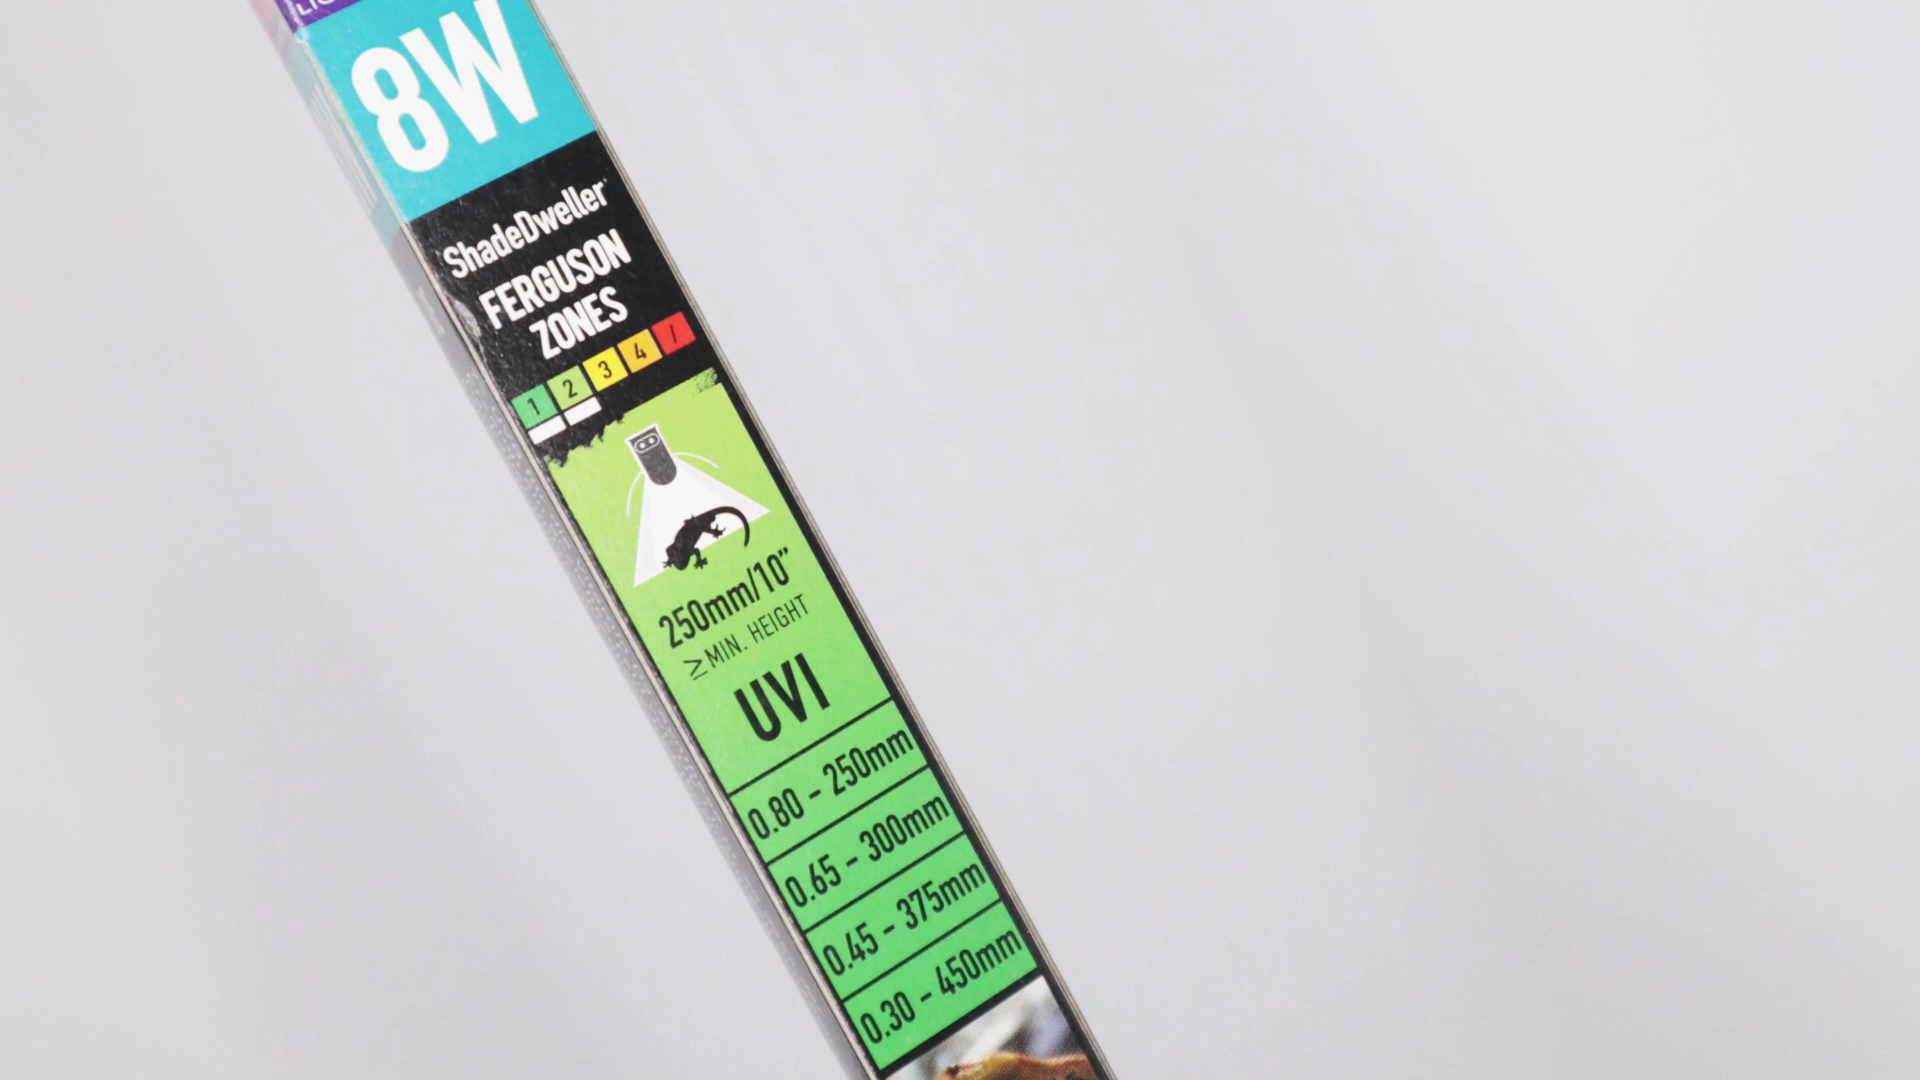 8W
ShadeDweller
FERGUSON
ZONES
1 2 3 4 /
250mm/10"
≥ MIN. HEIGHT
UVI
0.80 - 250mm
0.65 - 300mm
0.45 - 375mm
0.30 - 450mm